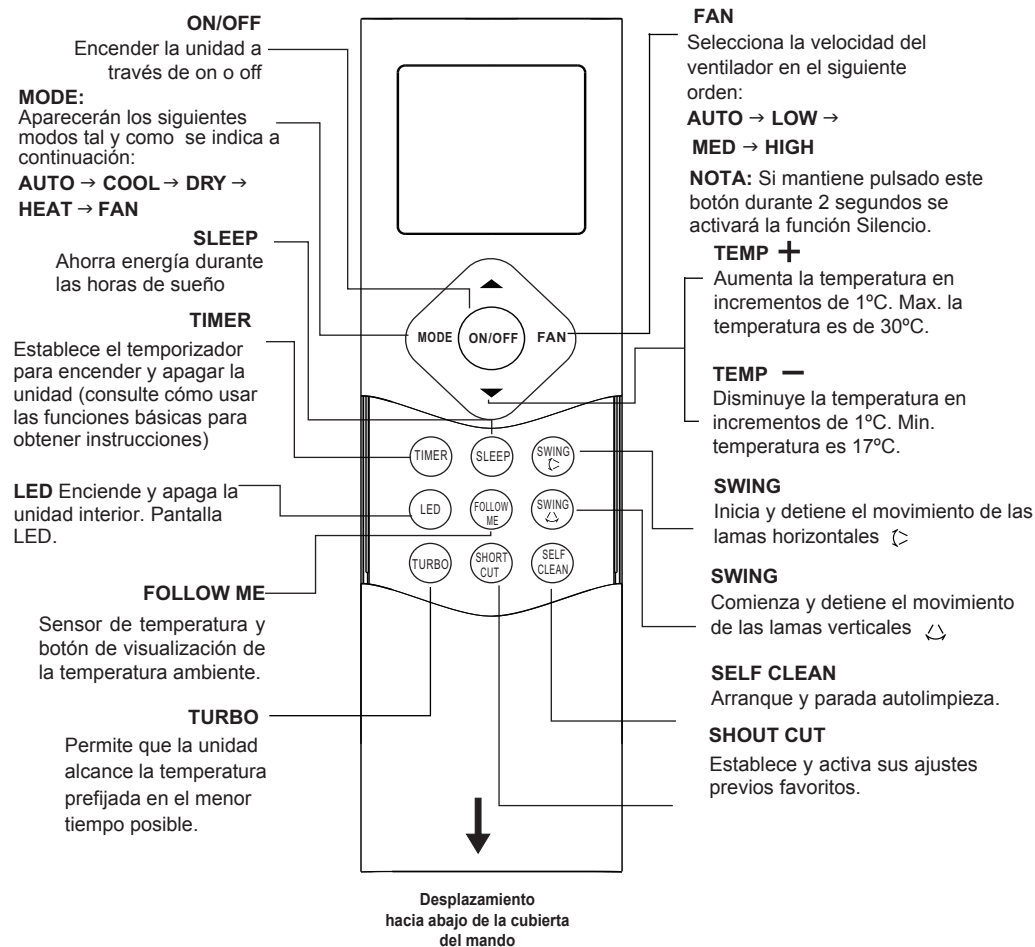 ON/OFF
Encender la unidad a
través de on o off
MODE:
Aparecerán los siguientes
modos tal y como se indica a
continuación:
AUTO → COOL → DRY →
HEAT → FAN
SLEEP
Ahorra energía durante
las horas de sueño
TIMER
Establece el temporizador
para encender y apagar la
unidad (consulte cómo usar
las funciones básicas para
obtener instrucciones)
LED Enciende y apaga la
unidad interior. Pantalla
LED.
FOLLOW ME
Sensor de temperatura y
botón de visualización de
la temperatura ambiente.
TURBO
Permite que la unidad
alcance la temperatura
prefijada en el menor
tiempo posible.
MODE
ON/OFF
FAN
TIMER
SLEEP
SWING
LED
FOLLOW
ME
SWING
TURBO
SHORT
CUT
SELF
CLEAN
Desplazamiento
hacia abajo de la cubierta
del mando
FAN
Selecciona la velocidad del
ventilador en el siguiente
orden:
AUTO → LOW →
MED → HIGH
NOTA: Si mantiene pulsado este
botón durante 2 segundos se
activará la función Silencio.
TEMP +
Aumenta la temperatura en
incrementos de 1ºC. Max. la
temperatura es de 30ºC.
TEMP −
Disminuye la temperatura en
incrementos de 1ºC. Min.
temperatura es 17ºC.
SWING
Inicia y detiene el movimiento de las
lamas horizontales
SWING
Comienza y detiene el movimiento
de las lamas verticales
SELF CLEAN
Arranque y parada autolimpieza.
SHOUT CUT
Establece y activa sus ajustes
previos favoritos.